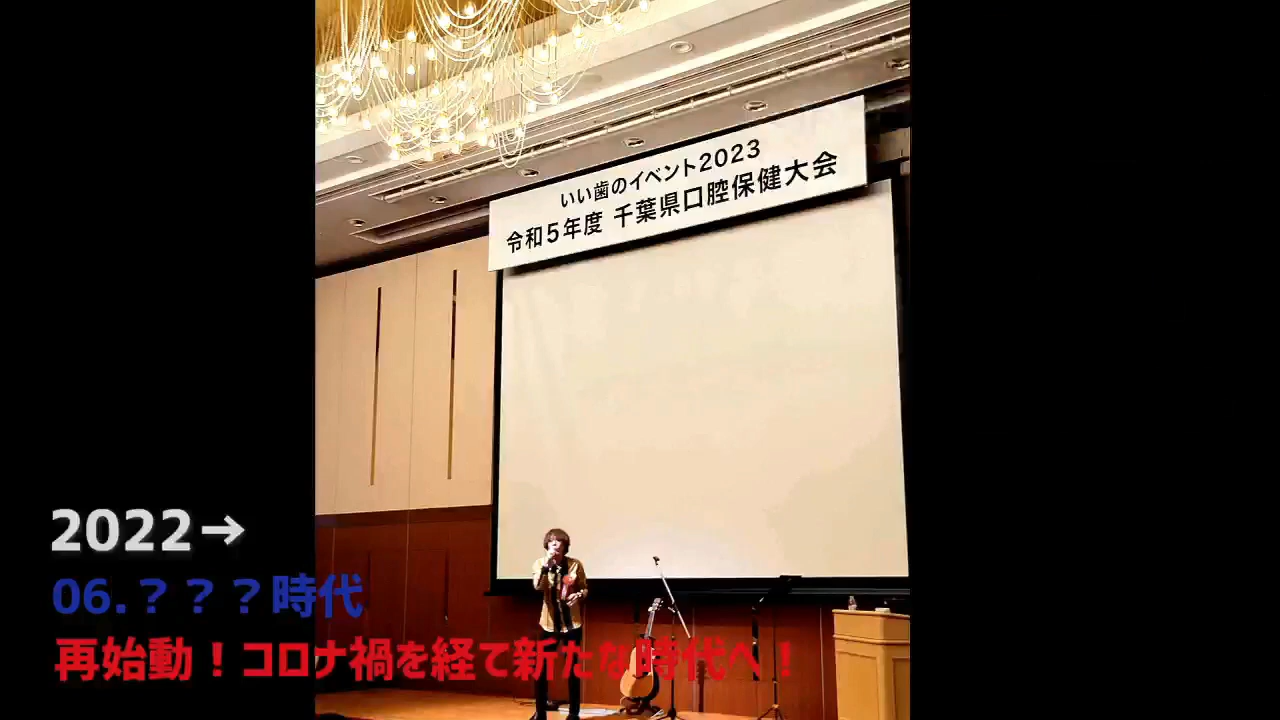 いい歯のイベント2023
令和5年度 千葉県口腔保健大会
2022→
06.？？？時代
再始動！コロナ禍を経て新たな時代へ！